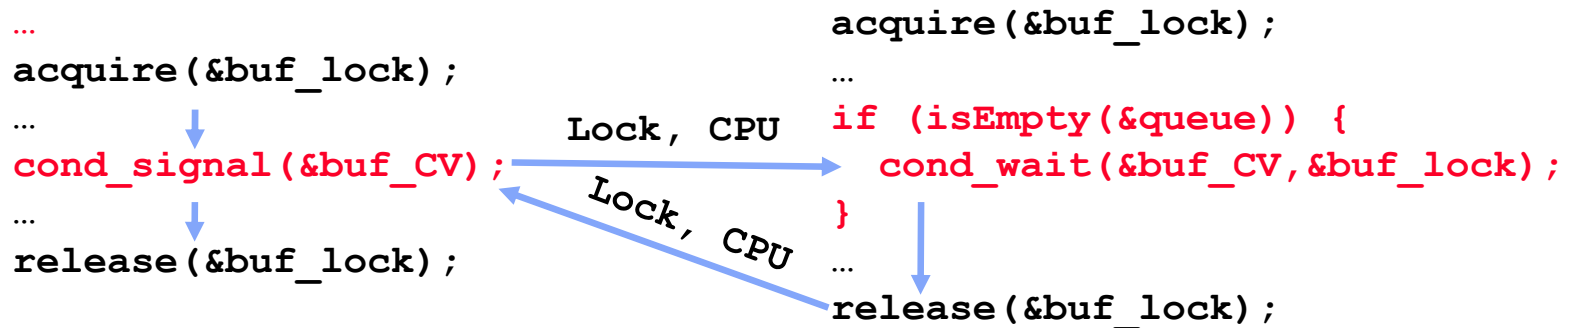 …
acquire(&buf_lock);
…
cond_signal(&buf_CV);
…
release(&buf_lock);
Lock, CPU
Lock, CPU
acquire(&buf_lock);
…
if (isEmpty(&queue)) {
cond_wait(&buf_CV,&buf_lock);
}
…
release(&buf_lock);